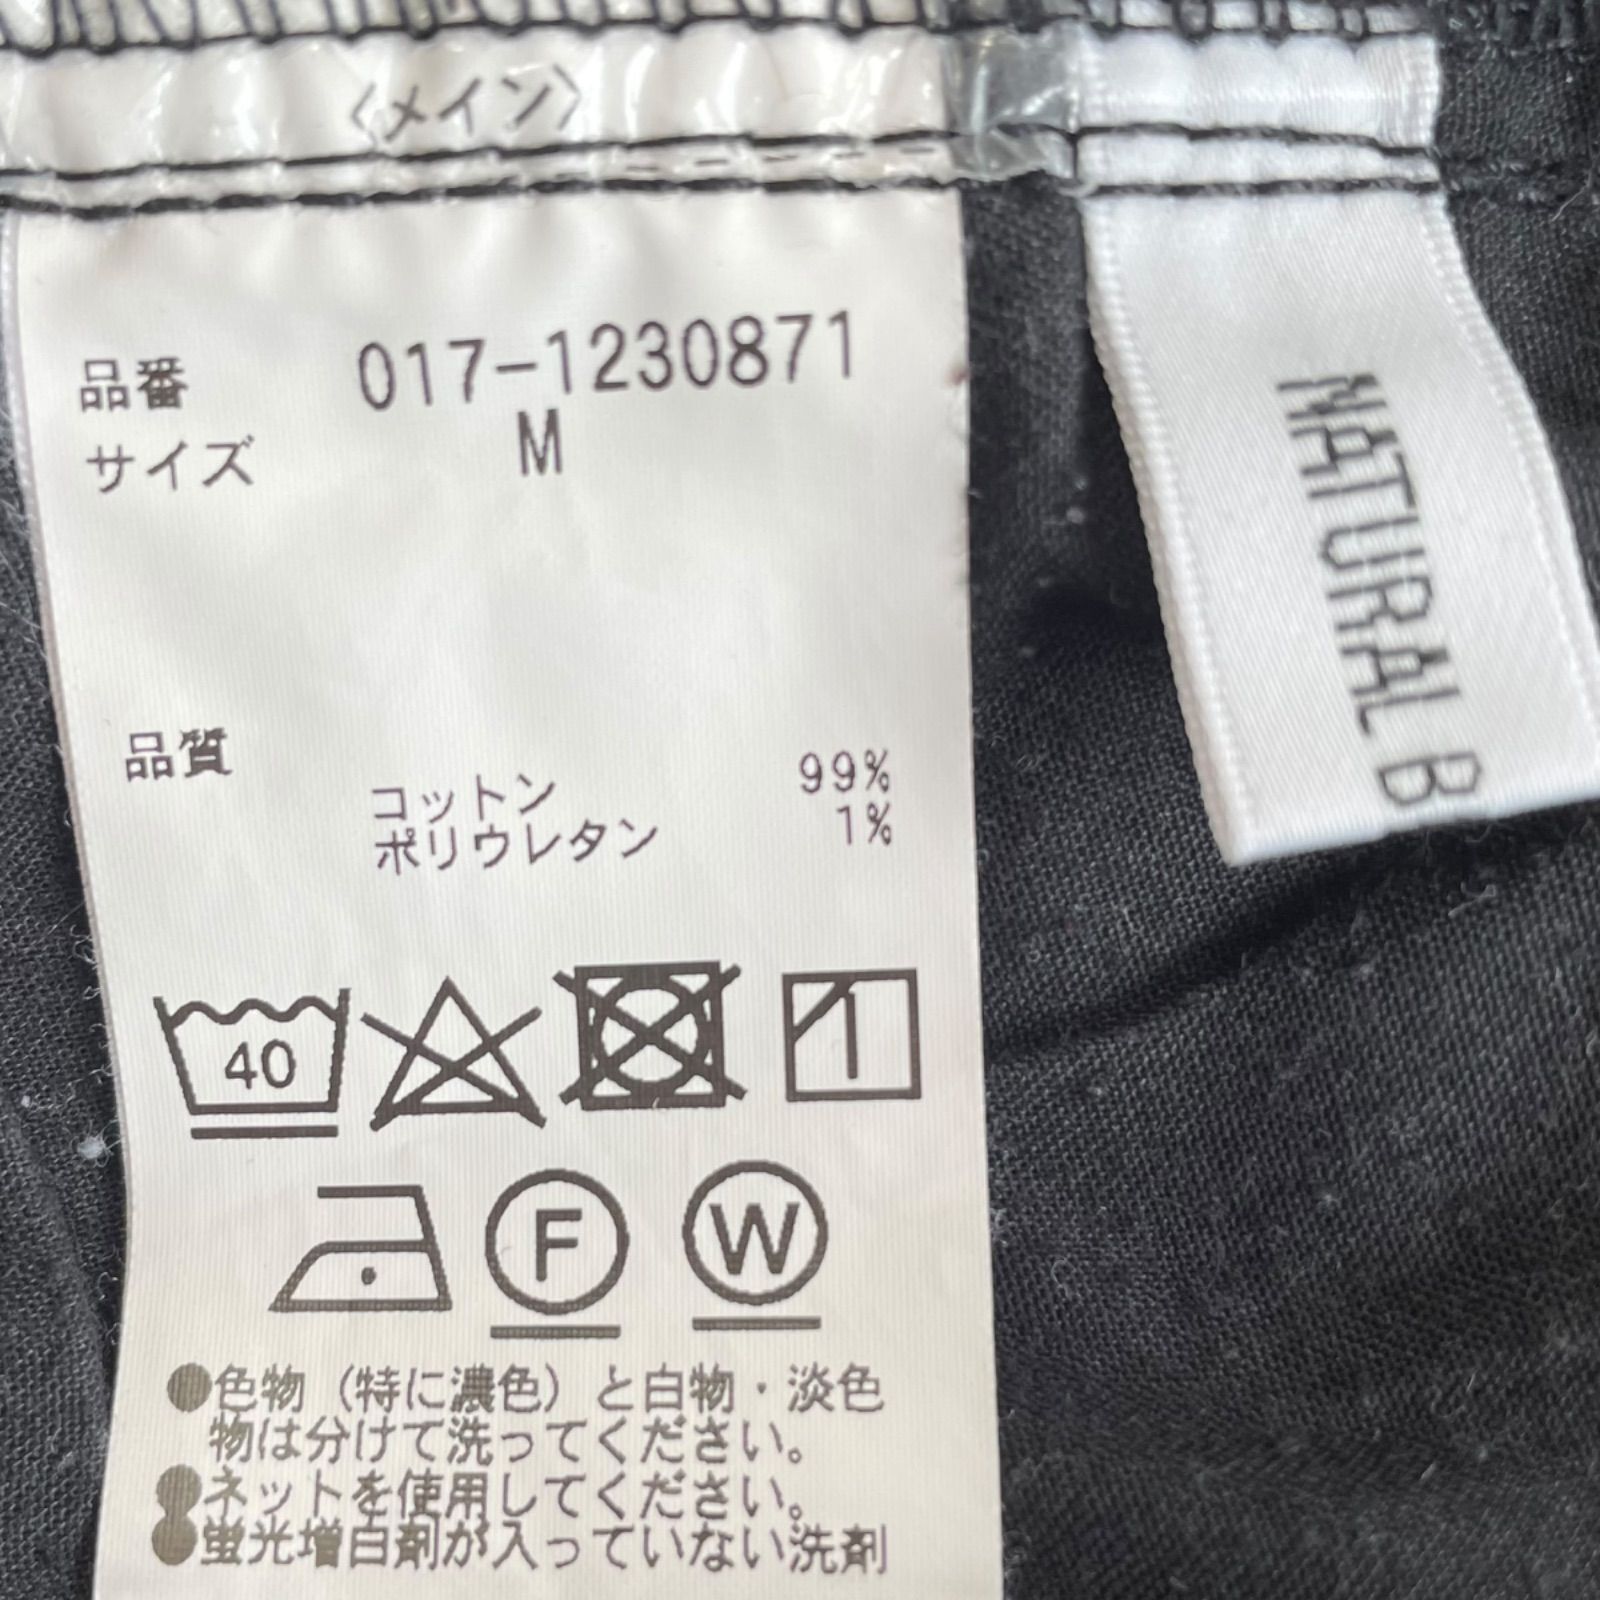 〈メイン〉
品番 017-1230871
サイズ M
品質
コットン 99%
ポリウレタン 1%
40
1
F
W
●色物（特に濃色）と白物・淡色
物は分けて洗ってください。
●ネットを使用してください。
●蛍光増白剤が入っていない洗剤
NATURAL B